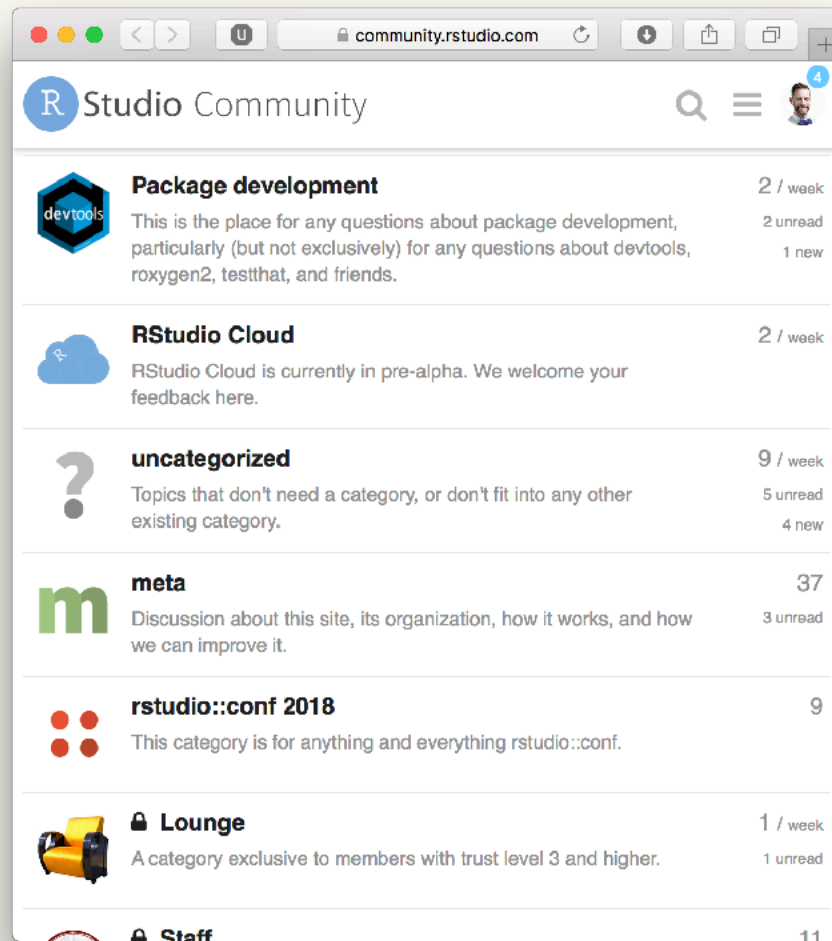 community.rstudio.com
R Studio Community
4
devtools
Package development
2 / week
This is the place for any questions about package development,
2 unread
particularly (but not exclusively) for any questions about devtools,
1 new
roxygen2, testthat, and friends.
R
RStudio Cloud
2 / week
RStudio Cloud is currently in pre-alpha. We welcome your
feedback here.
?
uncategorized
9 / week
Topics that don't need a category, or don't fit into any other
5 unread
existing category.
4 new
m
meta
37
Discussion about this site, its organization, how it works, and how
3 unread
we can improve it.
rstudio::conf 2018
9
This category is for anything and everything rstudio::conf.
Lounge
1 / week
A category exclusive to members with trust level 3 and higher.
1 unread
Staff
11